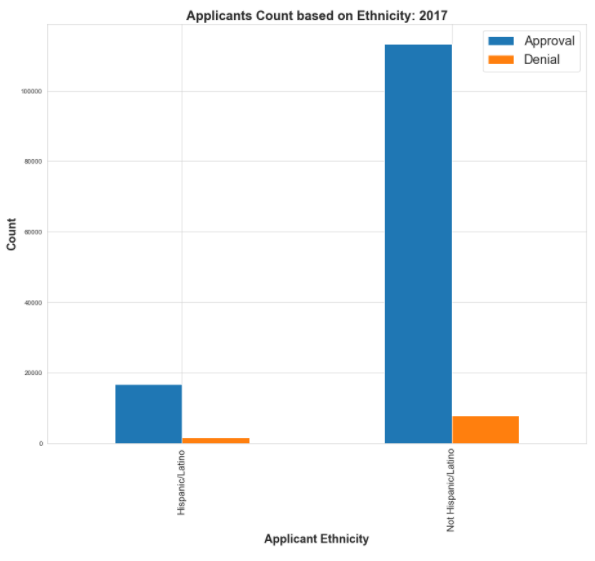 Applicants Count based on Ethnicity: 2017
Approval
Denial
100000
80000
60000
40000
20000
0
Count
Hispanic/Latino
Not Hispanic/Latino
Applicant Ethnicity